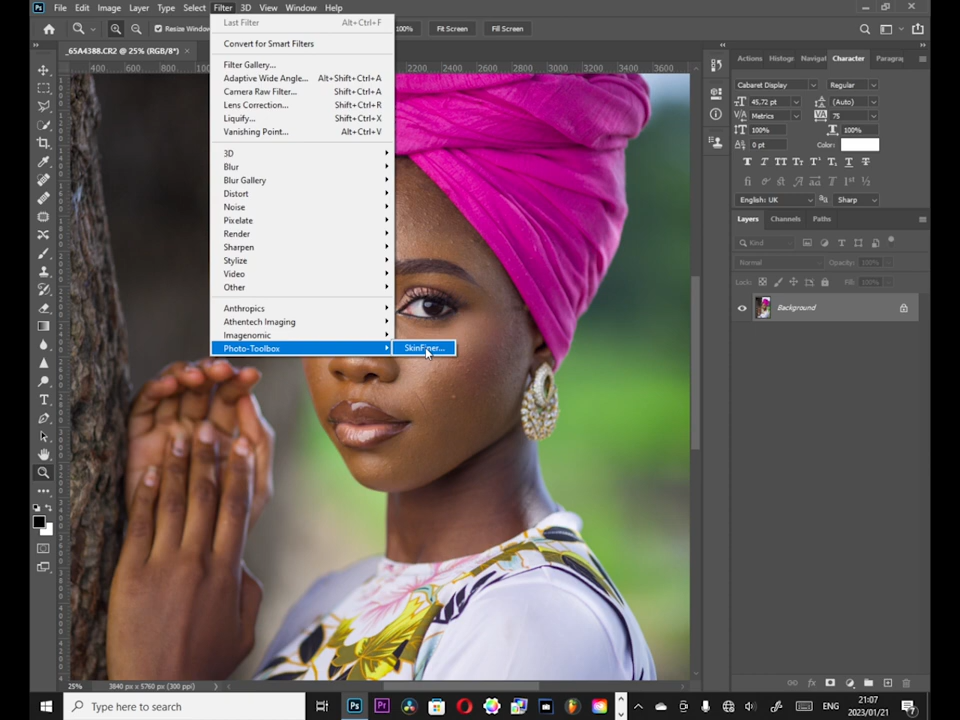 Ps File Edit Image Layer Type Select Filter 3D View Window Help
Resize Window 100% Fit Screen Fill Screen
_65A4388.CR2 @ 25% (RGB/8*) ×
400 600 800 2200 2400 2600 2800 3000 3200 3400 3600
Last Filter Alt+Ctrl+F
Convert for Smart Filters
Filter Gallery...
Adaptive Wide Angle... Alt+Shift+Ctrl+A
Camera Raw Filter... Shift+Ctrl+A
Lens Correction... Shift+Ctrl+R
Liquify... Shift+Ctrl+X
Vanishing Point... Alt+Ctrl+V
3D
Blur
Blur Gallery
Distort
Noise
Pixelate
Render
Sharpen
Stylize
Video
Other
Anthropics
Athentech Imaging
Imagenomic
Photo-Toolbox
SkinFiner...
Actions Histog Navig Character Paragra
Cabaret Display Regular
45.72 pt (Auto)
Metrics 75
100% 100%
0 pt Color:
English: UK aa Sharp
Layers Channels Paths
Kind
Normal Opacity: 100%
Lock: Fill: 100%
Background
25% 3840 px x 5760 px (300 ppi)
Type here to search
Ps Pr
ENG
21:07
2023/01/21
7